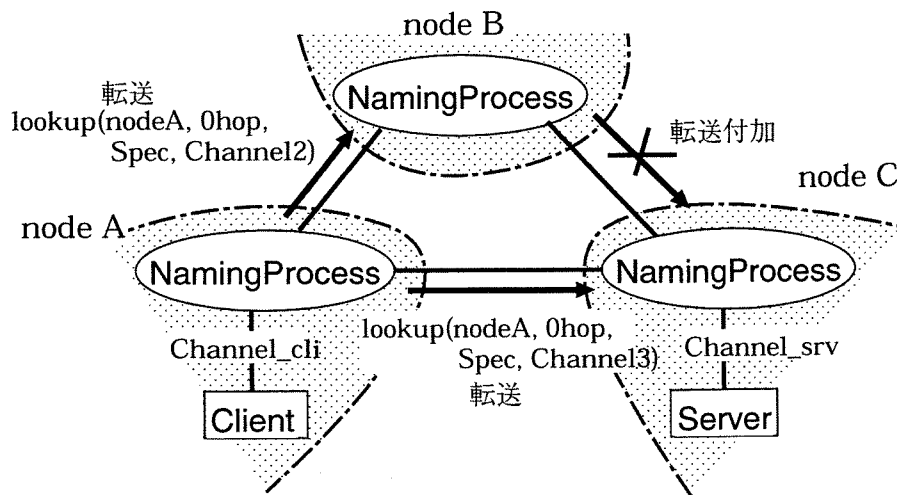 node B
NamingProcess
転送
lookup(nodeA, 0hop,
Spec, Channel2)
転送付加
node C
node A
NamingProcess
NamingProcess
lookup(nodeA, 0hop,
Spec, Channel3)
転送
Channel_cli
Channel_srv
Client
Server